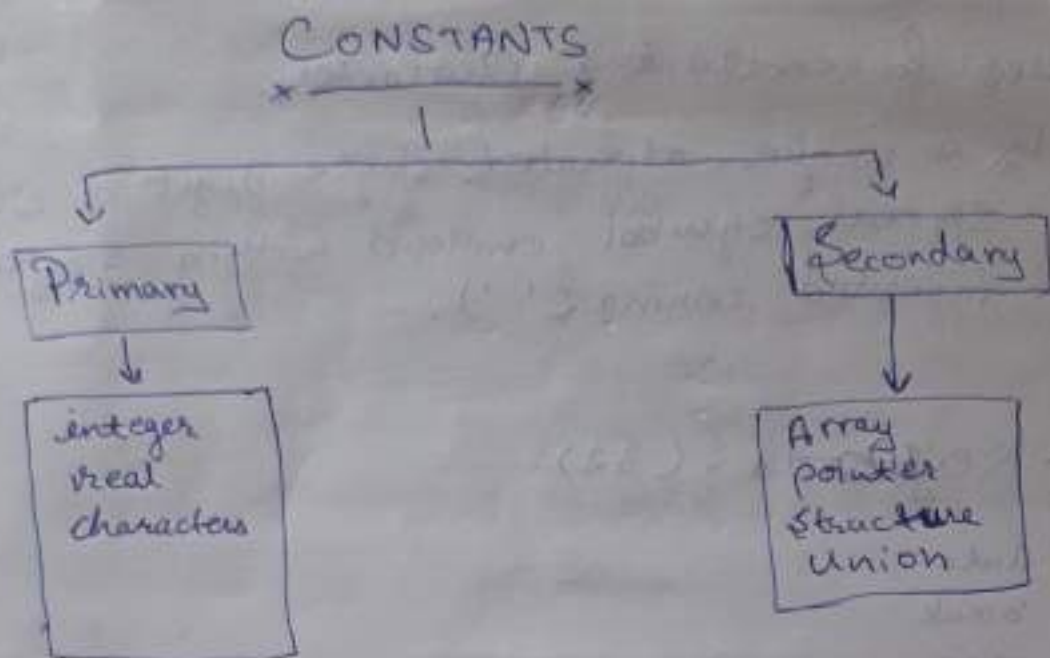 CONSTANTS
Primary
Secondary
integer
real
characters
Array
pointer
Structure
Union